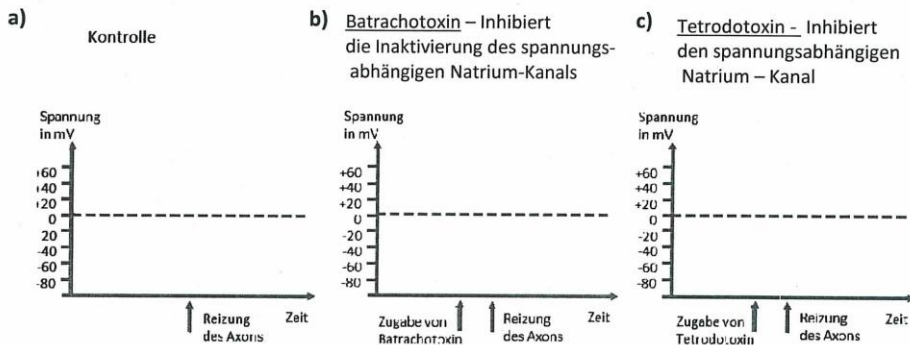 a)
Kontrolle
Spannung
in mV
+60
+40
+20
0
-20
-40
-60
-80
Reizung
des Axons
Zeit
b) Batrachotoxin – Inhibiert
die Inaktivierung des spannungs-
abhängigen Natrium-Kanals
Spannung
in mV
+60
+40
+20
0
-20
-40
-60
-80
Zugabe von
Batrachotoxin
Reizung
des Axons
Zeit
c) Tetrodotoxin - Inhibiert
den spannungsabhängigen
Natrium – Kanal
Spannung
in mV
+60
+40
+20
0
-20
-40
-60
-80
Zugabe von
Tetrodotoxin
Reizung
des Axons
Zeit